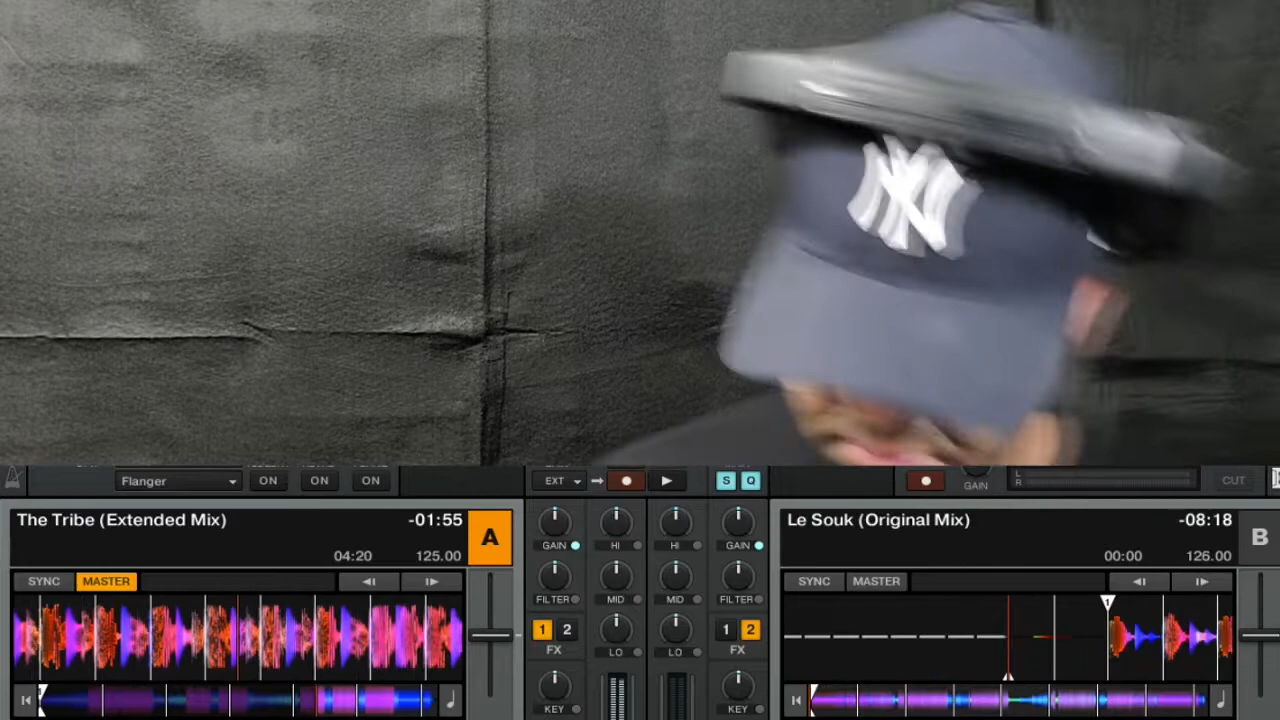 NY
Flanger
ON
ON
ON
EXT
S
Q
GAIN
L
R
CUT
The Tribe (Extended Mix)
-01:55
04:20
125.00
A
SYNC
MASTER
GAIN
HI
HI
GAIN
FILTER
MID
MID
FILTER
1
2
FX
LO
LO
1
2
FX
KEY
KEY
Le Souk (Original Mix)
-08:18
00:00
126.00
B
SYNC
MASTER
1